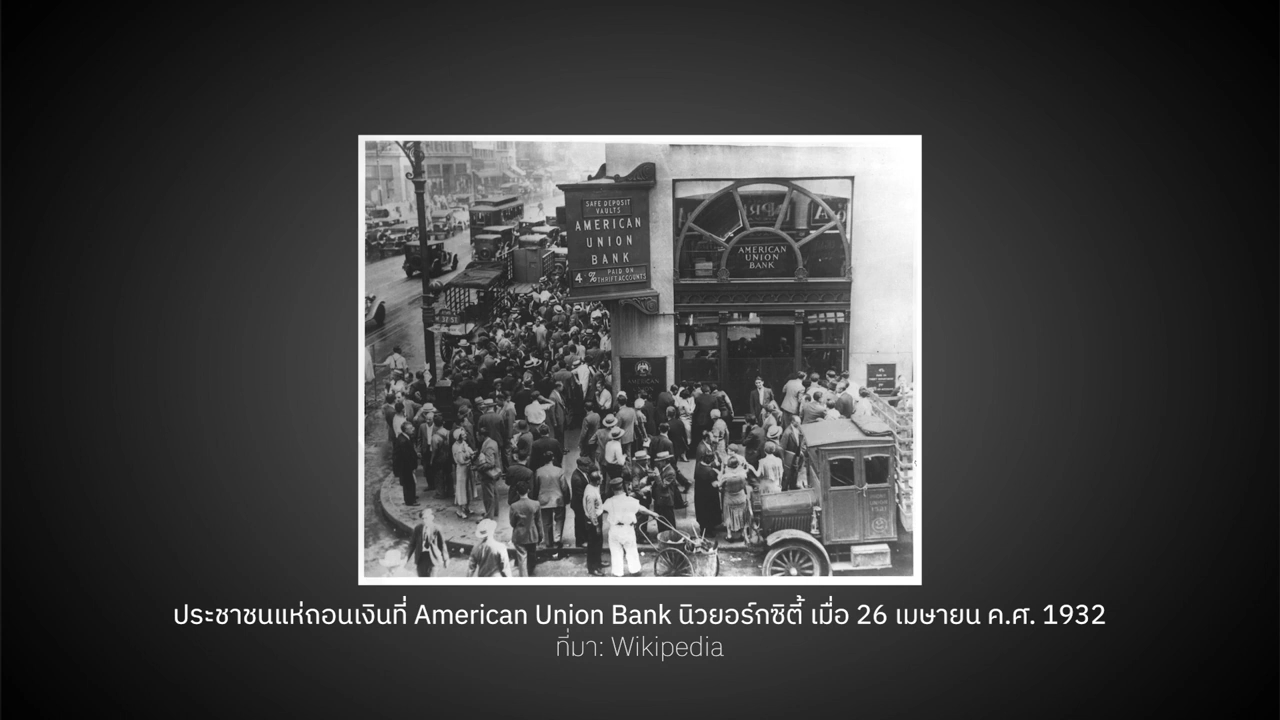 SAFE DEPOSIT
VAULTS
AMERICAN
UNION
BANK
4% PAID ON
THRIFT ACCOUNTS
AMERICAN
UNION
BANK
W 37 ST
AMERICAN
ประชาชนแห่ถอนเงินที่ American Union Bank นิวยอร์กซิตี้ เมื่อ 26 เมษายน ค.ศ. 1932
ที่มา: Wikipedia